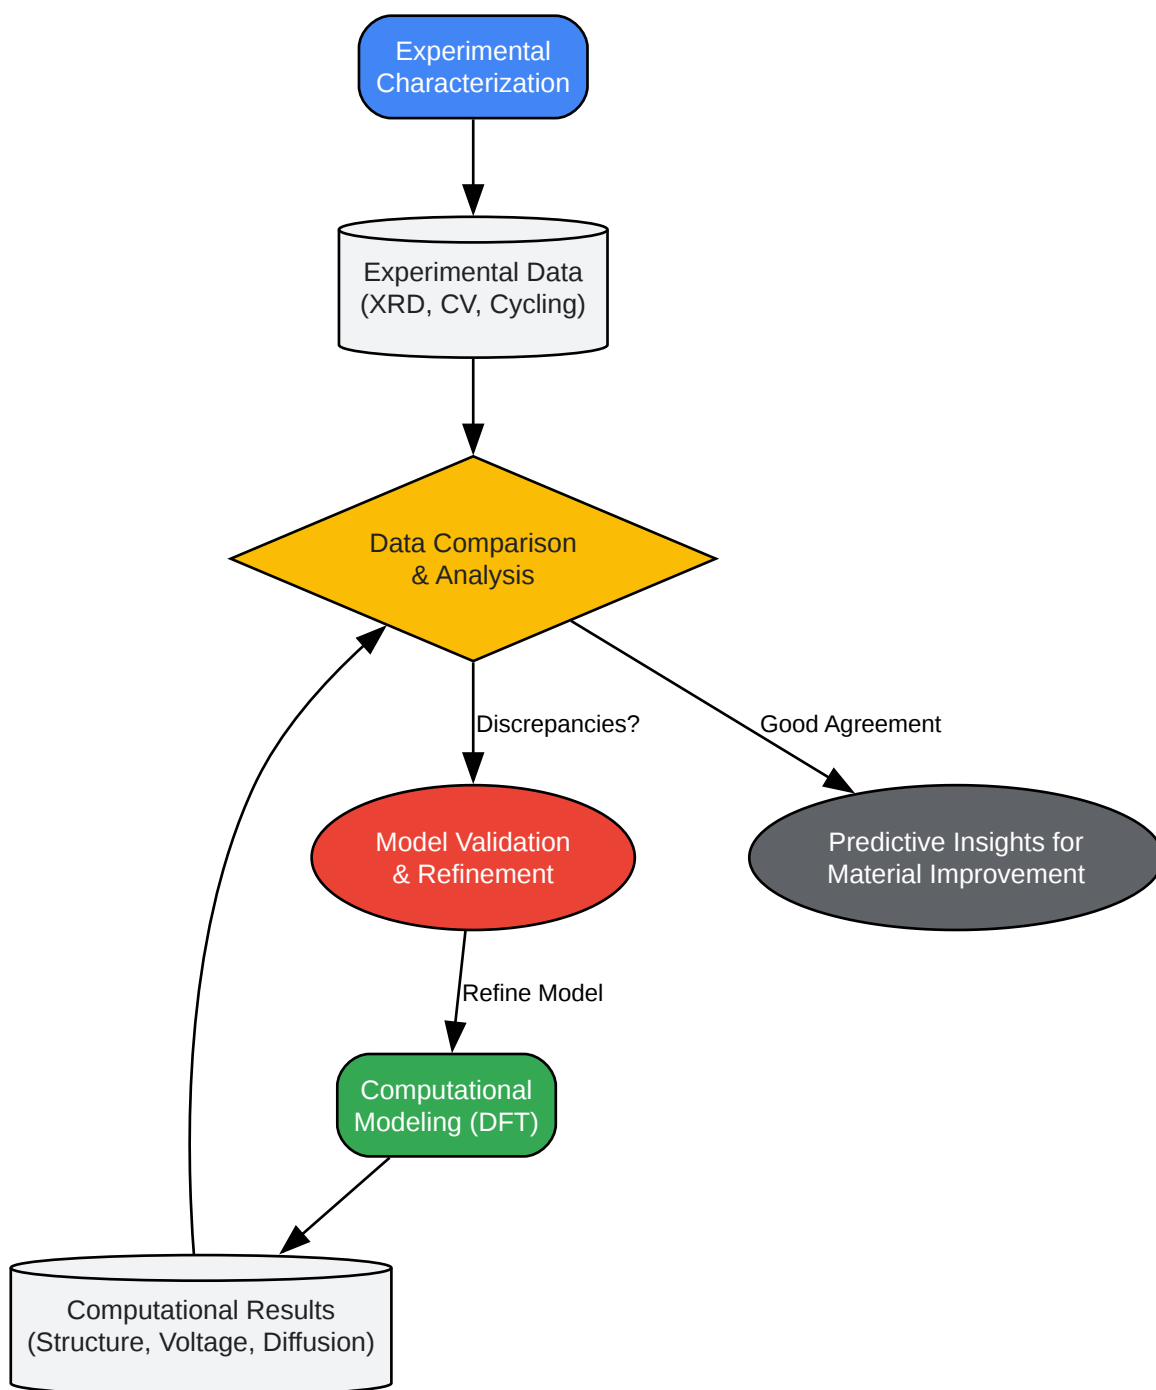 Experimental
Characterization
Experimental Data
(XRD, CV, Cycling)
Data Comparison
& Analysis
Discrepancies?
Good Agreement
Model Validation
& Refinement
Predictive Insights for
Material Improvement
Refine Model
Computational
Modeling (DFT)
Computational Results
(Structure, Voltage, Diffusion)